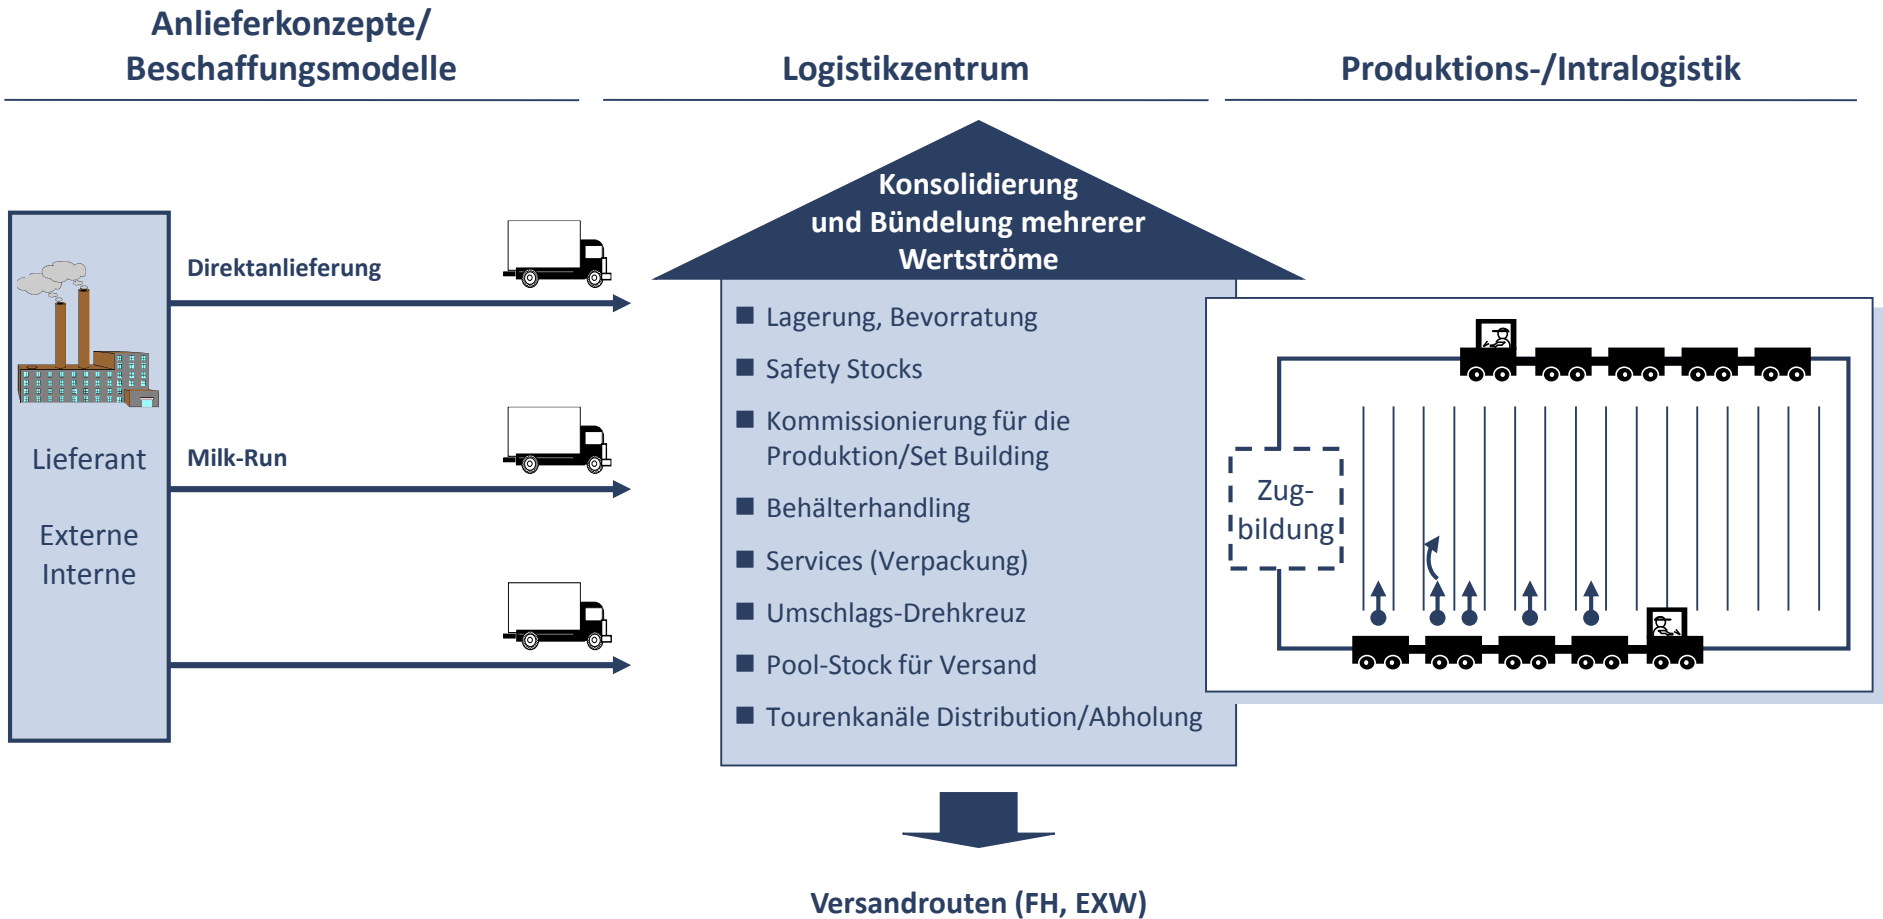 Anlieferkonzepte/
Beschaffungsmodelle
Logistikzentrum
Produktions-/Intralogistik
Lieferant
Externe
Interne
Direktanlieferung
Milk-Run
Konsolidierung
und Bündelung mehrerer
Wertströme
Lagerung, Bevorratung
Safety Stocks
Kommissionierung für die
Produktion/Set Building
Behälterhandling
Services (Verpackung)
Umschlags-Drehkreuz
Pool-Stock für Versand
Tourenkanäle Distribution/Abholung
Zug-
bildung
Versandrouten (FH, EXW)